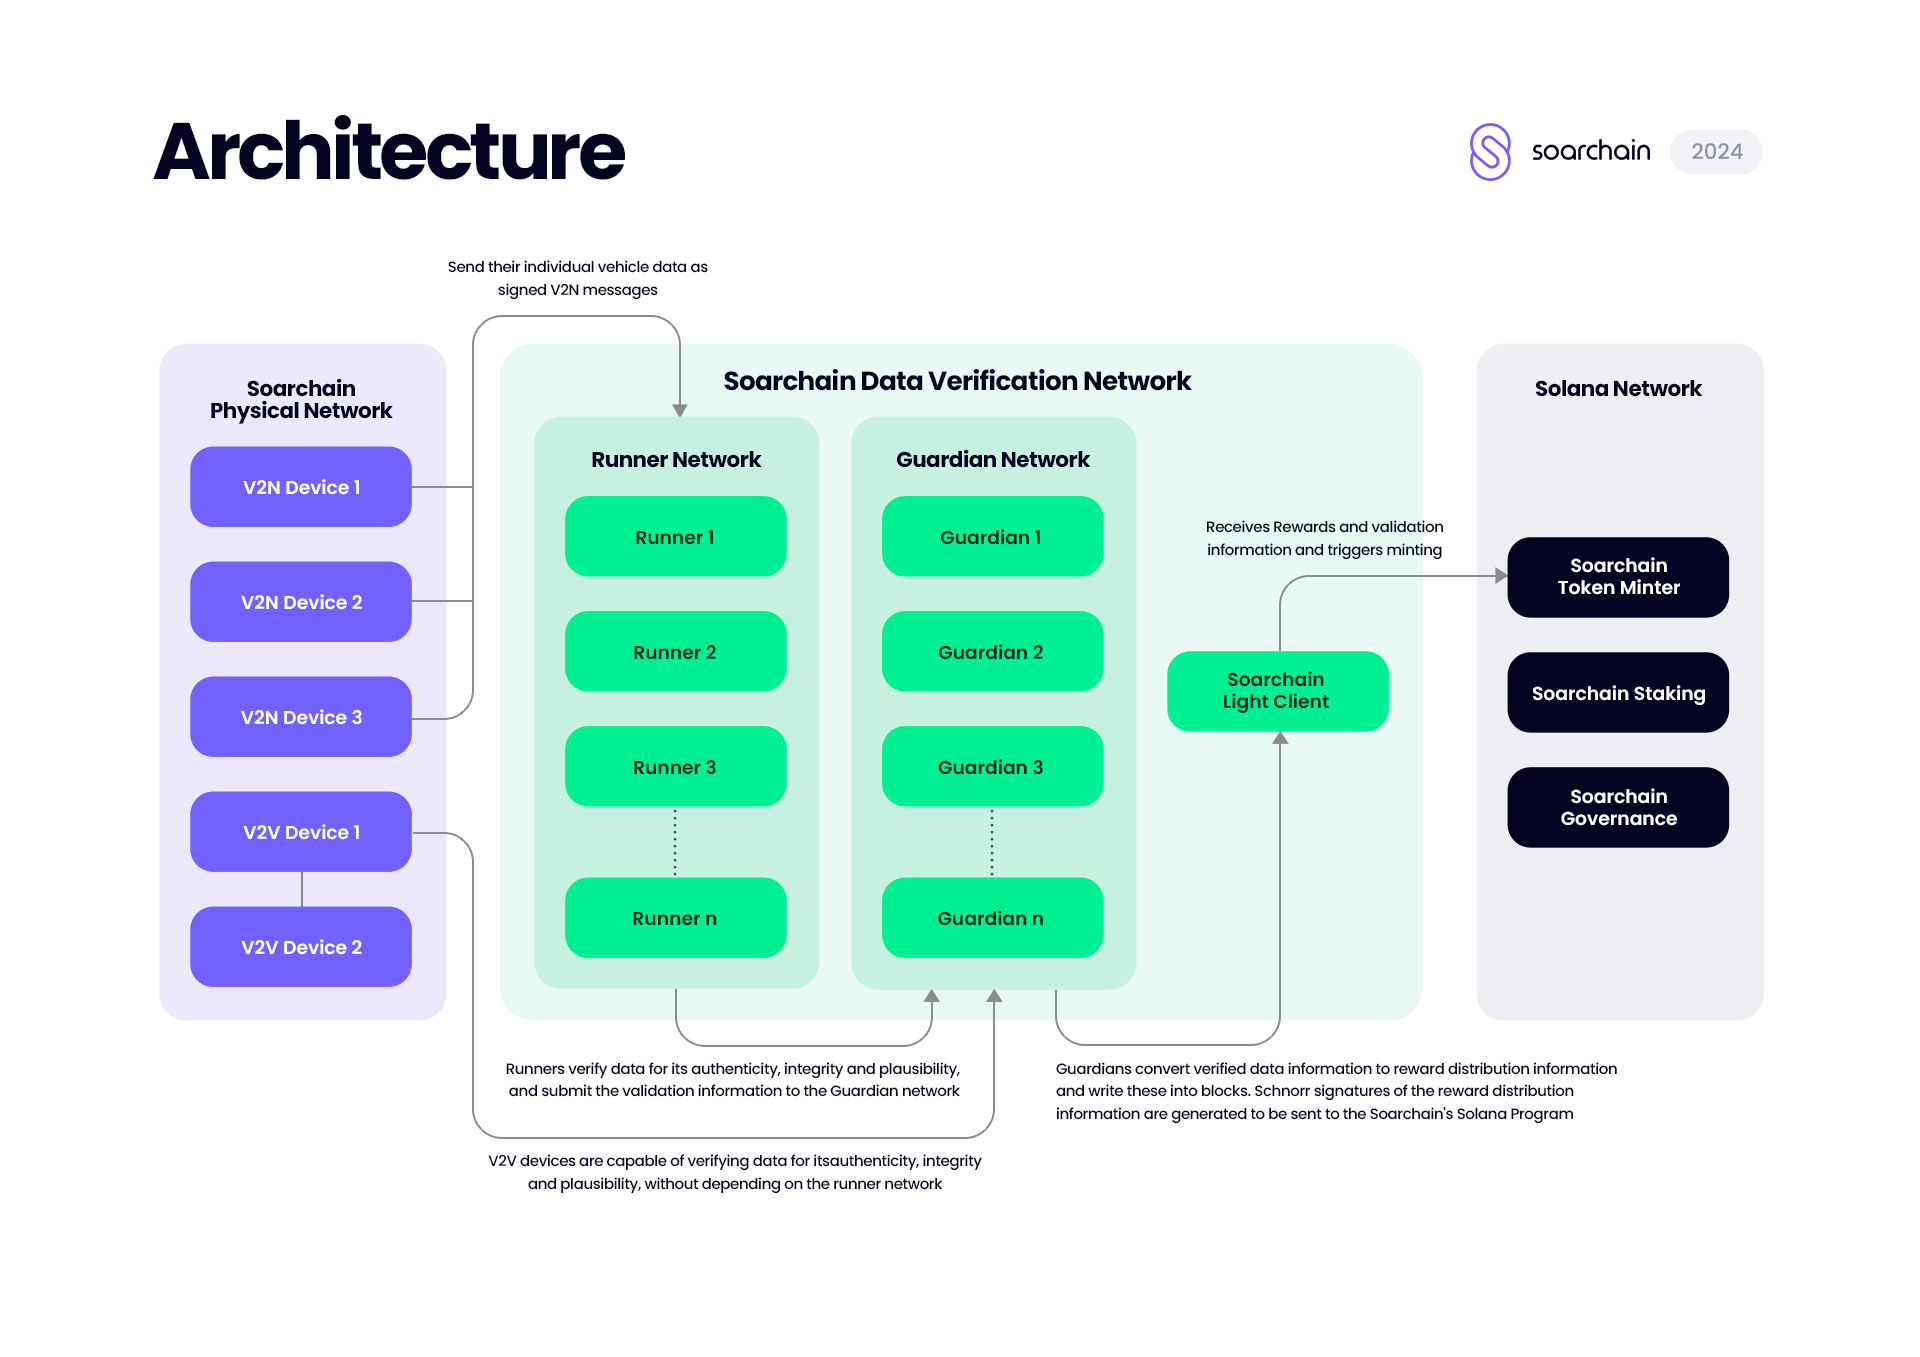 Architecture
soarchain
2024
Send their individual vehicle data as
signed V2N messages
Soarchain
Physical Network
V2N Device 1
V2N Device 2
V2N Device 3
V2V Device 1
V2V Device 2
Soarchain Data Verification Network
Runner Network
Runner 1
Runner 2
Runner 3
Runner n
Guardian Network
Guardian 1
Guardian 2
Guardian 3
Guardian n
Receives Rewards and validation
information and triggers minting
Soarchain
Light Client
Solana Network
Soarchain
Token Minter
Soarchain Staking
Soarchain
Governance
Runners verify data for its authenticity, integrity and plausibility,
and submit the validation information to the Guardian network
Guardians convert verified data information to reward distribution information
and write these into blocks. Schnorr signatures of the reward distribution
information are generated to be sent to the Soarchain's Solana Program
V2V devices are capable of verifying data for itsauthenticity, integrity
and plausibility, without depending on the runner network